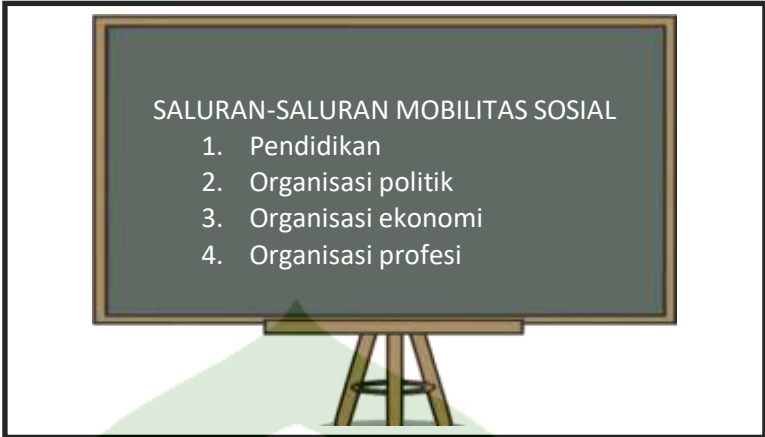 SALURAN-SALURAN MOBILITAS SOSIAL
1. Pendidikan
2. Organisasi politik
3. Organisasi ekonomi
4. Organisasi profesi